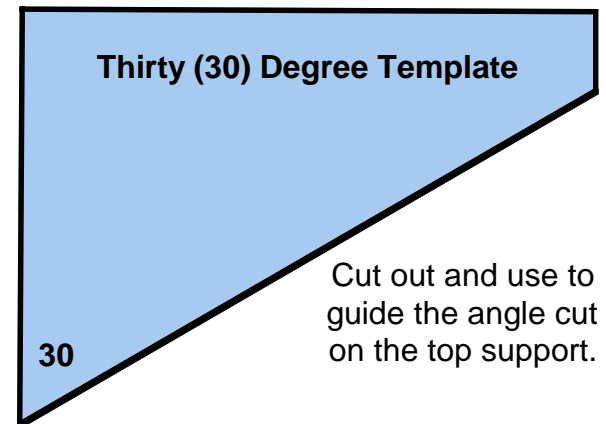 Thirty (30) Degree Template
Cut out and use to
guide the angle cut
on the top support.
30